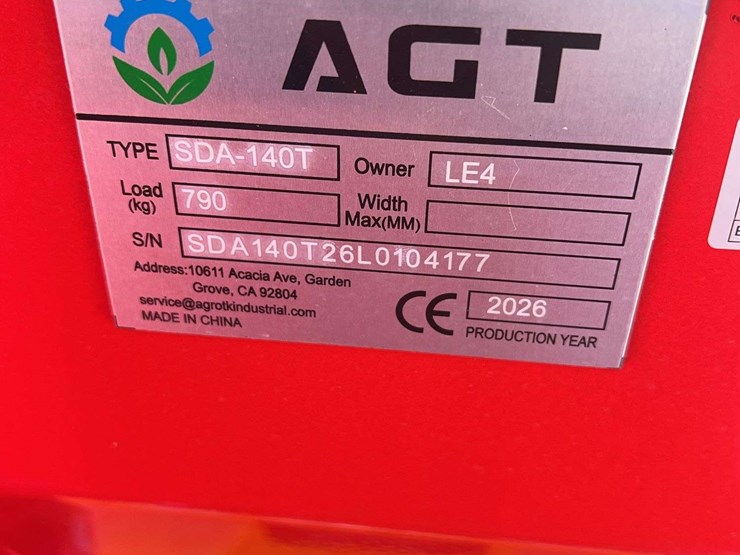 AGT
TYPE SDA-140T Owner LE4
Load (kg) 790 Width Max(MM)
S/N SDA140T26L0104177
Address:10611 Acacia Ave, Garden
Grove, CA 92804
service@agrotkindustrial.com
MADE IN CHINA
CE 2026
PRODUCTION YEAR